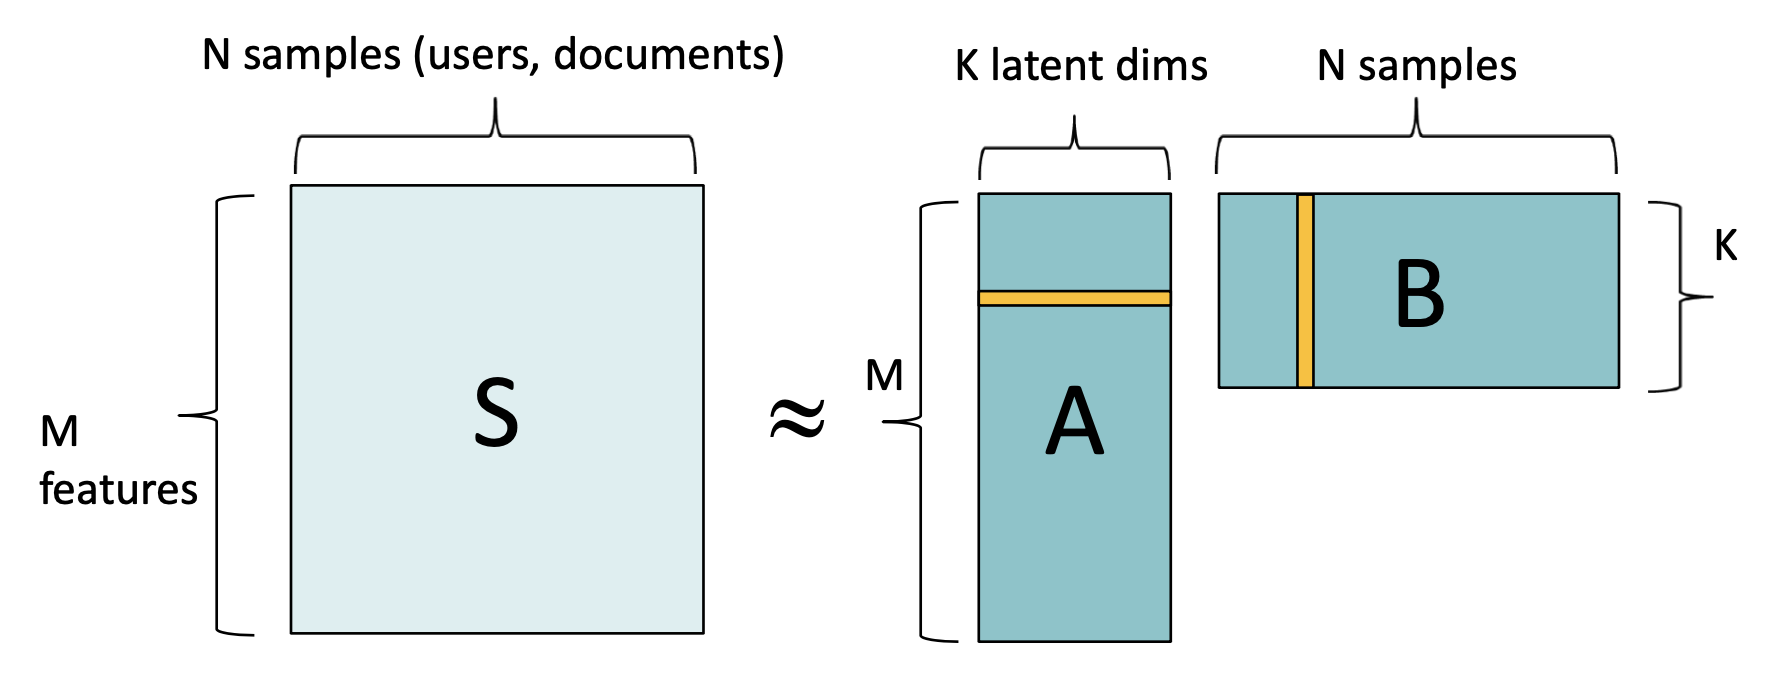 N samples (users, documents)
K latent dims
N samples
M
features
S
≈
M
A
B
K